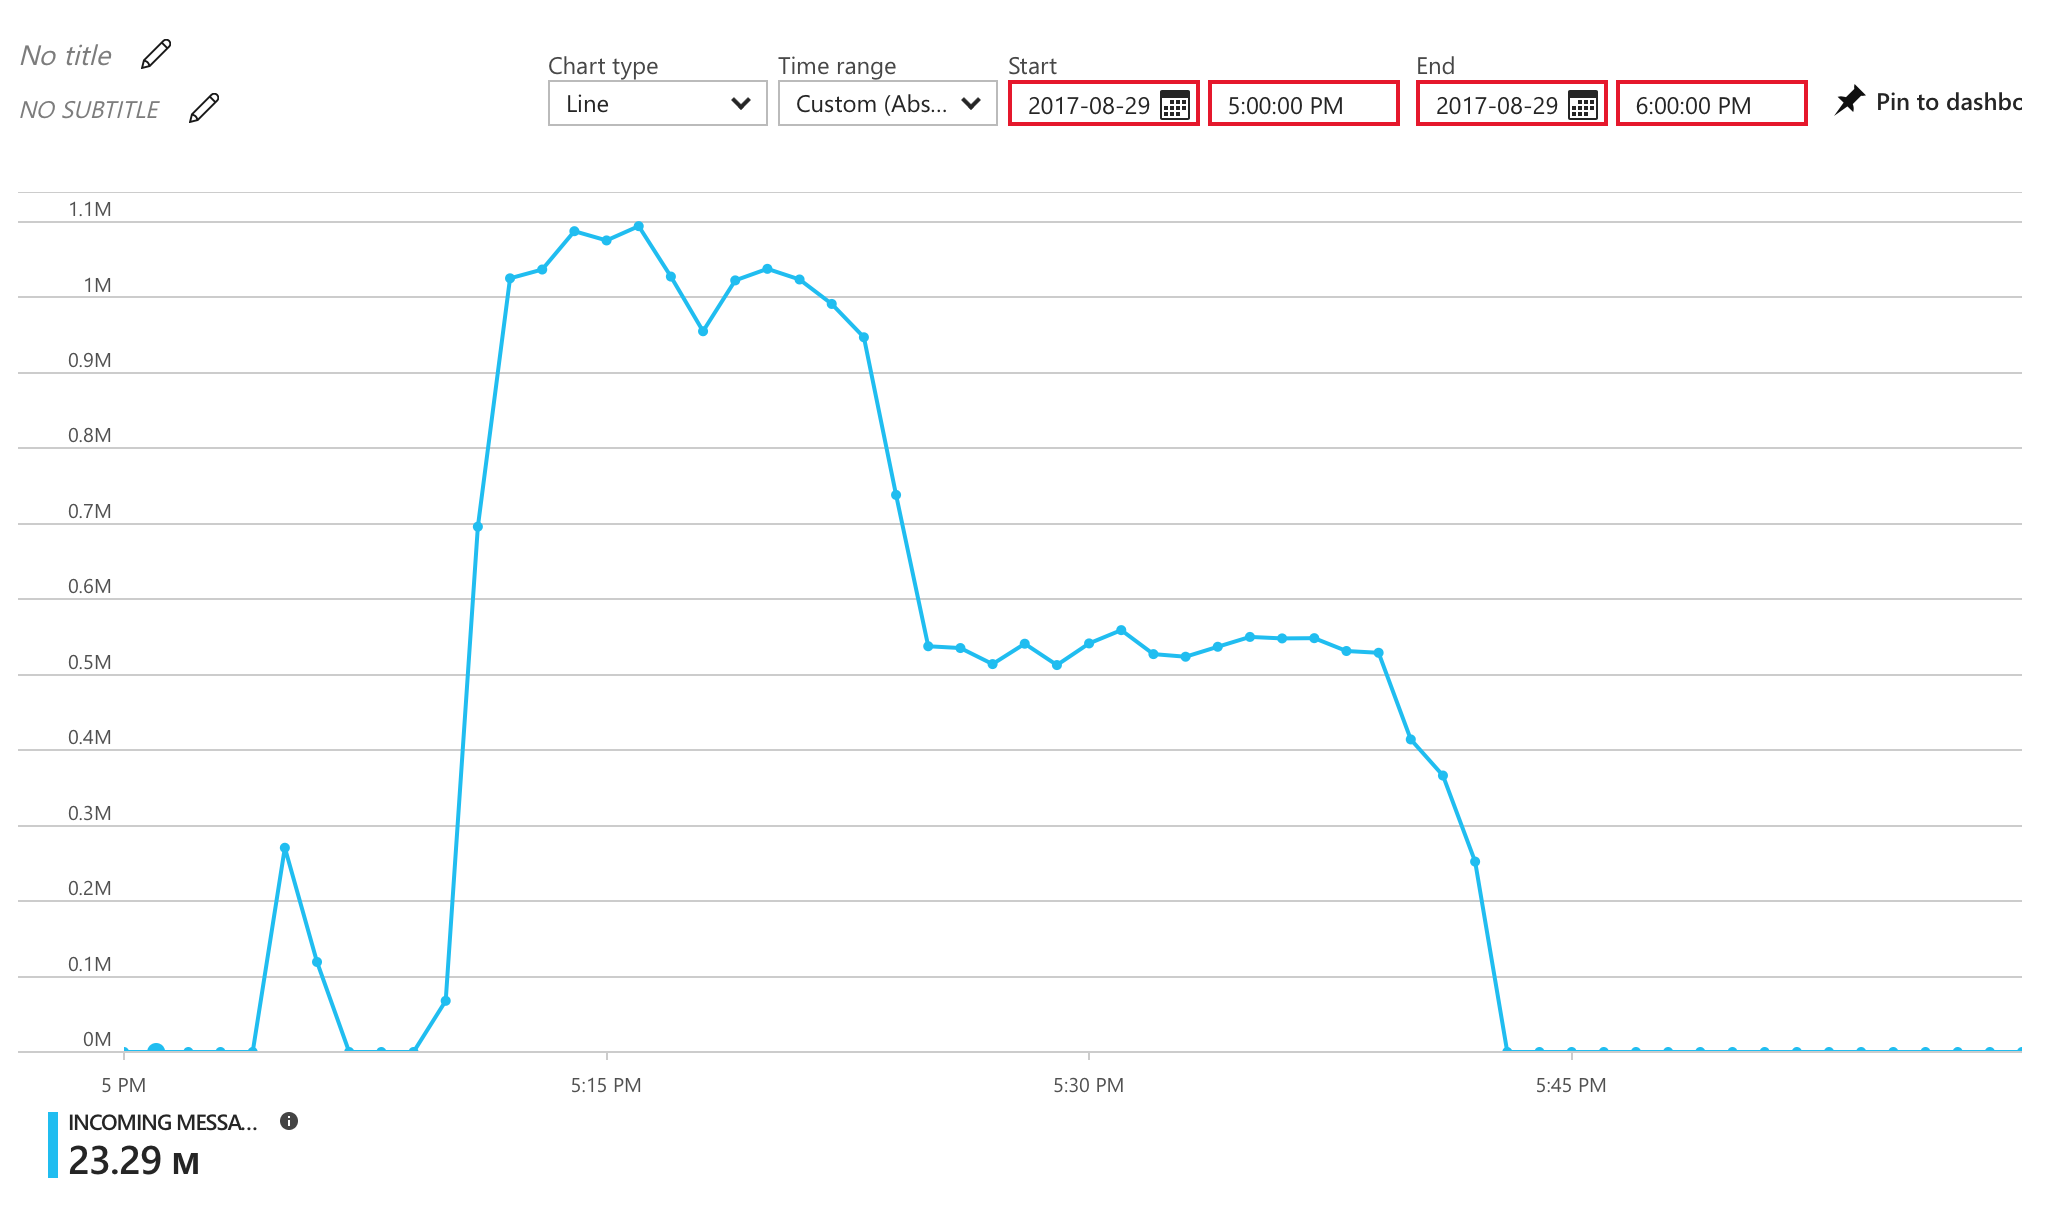 No title
NO SUBTITLE
Chart type
Time range
Start
End
Line
Custom (Abs...
2017-08-29
5:00:00 PM
2017-08-29
6:00:00 PM
Pin to dashbo
1.1M
1M
0.9M
0.8M
0.7M
0.6M
0.5M
0.4M
0.3M
0.2M
0.1M
0M
5 PM
5:15 PM
5:30 PM
5:45 PM
INCOMING MESSA...
23.29 M